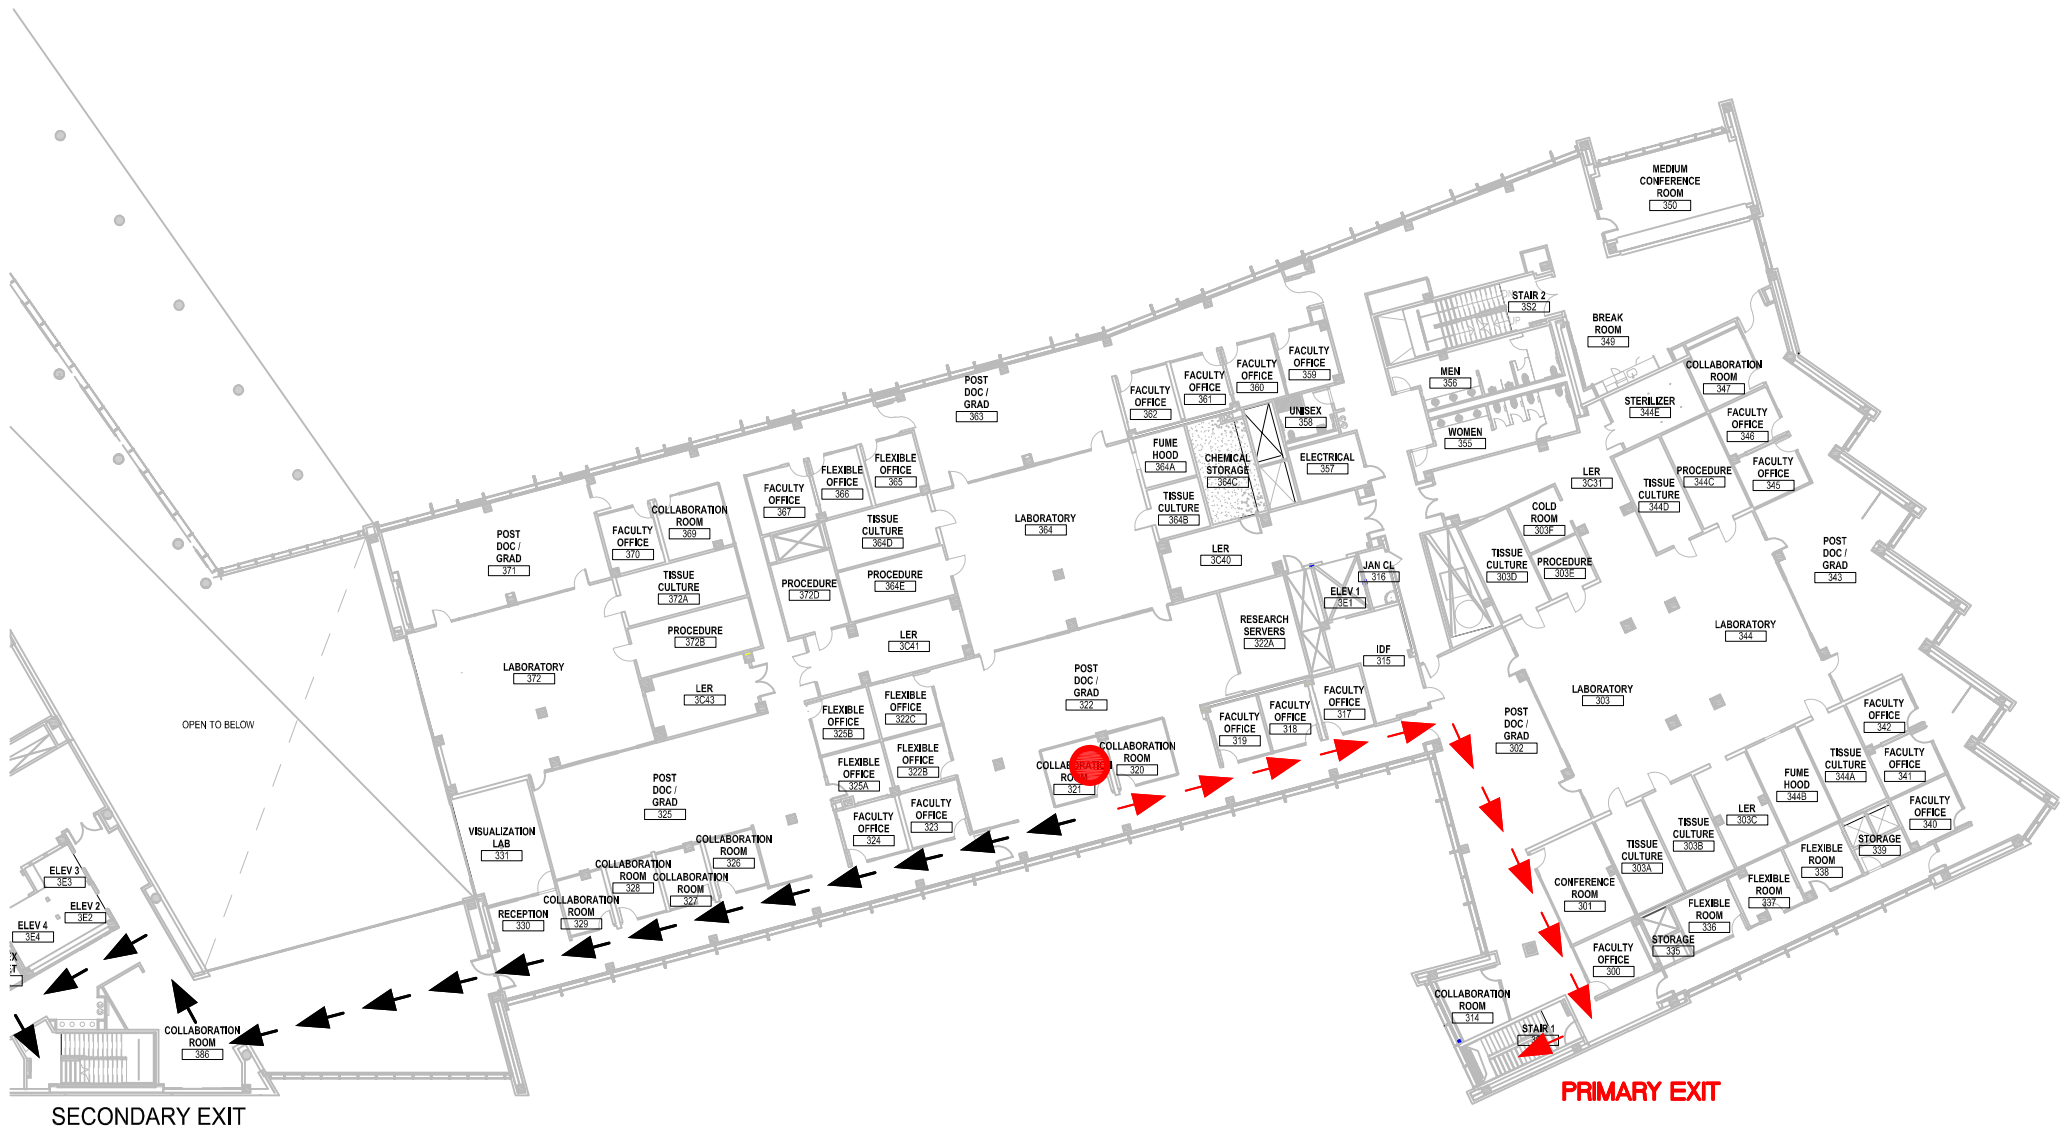 MEDIUM
CONFERENCE
ROOM
350
STAIR 2
3S2
BREAK
ROOM
349
MEN
356
WOMEN
355
STERILIZER
344E
COLLABORATION
ROOM
347
FACULTY
OFFICE
346
FACULTY
OFFICE
345
PROCEDURE
344C
TISSUE
CULTURE
344D
LER
3C31
COLD
ROOM
303F
PROCEDURE
303E
TISSUE
CULTURE
303D
POST
DOC /
GRAD
343
LABORATORY
344
LABORATORY
303
POST
DOC /
GRAD
302
FACULTY
OFFICE
359
FACULTY
OFFICE
360
FACULTY
OFFICE
361
FACULTY
OFFICE
362
UNISEX
358
ELECTRICAL
357
CHEMICAL
STORAGE
364C
FUME
HOOD
364A
TISSUE
CULTURE
364B
LER
3C40
JAN CL
316
ELEV 1
3E1
RESEARCH
SERVERS
322A
IDF
315
FACULTY
OFFICE
317
FACULTY
OFFICE
318
FACULTY
OFFICE
319
POST
DOC /
GRAD
363
LABORATORY
364
FLEXIBLE
OFFICE
365
FLEXIBLE
OFFICE
366
FACULTY
OFFICE
367
TISSUE
CULTURE
364D
PROCEDURE
364E
PROCEDURE
372D
LER
3C41
COLLABORATION
ROOM
369
FACULTY
OFFICE
370
POST
DOC /
GRAD
371
TISSUE
CULTURE
372A
PROCEDURE
372B
LABORATORY
372
LER
3C43
POST
DOC /
GRAD
322
COLLABORATION
ROOM
320
COLLABORATION
ROOM
321
FLEXIBLE
OFFICE
322C
FLEXIBLE
OFFICE
325B
FLEXIBLE
OFFICE
322B
FLEXIBLE
OFFICE
325A
FACULTY
OFFICE
323
FACULTY
OFFICE
324
POST
DOC /
GRAD
325
VISUALIZATION
LAB
331
COLLABORATION
ROOM
326
COLLABORATION
ROOM
327
COLLABORATION
ROOM
328
COLLABORATION
ROOM
329
RECEPTION
330
OPEN TO BELOW
ELEV 3
3E3
ELEV 2
3E2
ELEV 4
3E4
COLLABORATION
ROOM
386
FACULTY
OFFICE
342
FACULTY
OFFICE
341
FACULTY
OFFICE
340
TISSUE
CULTURE
344A
FUME
HOOD
344B
LER
303C
TISSUE
CULTURE
303B
TISSUE
CULTURE
303A
STORAGE
339
FLEXIBLE
ROOM
338
FLEXIBLE
ROOM
337
FLEXIBLE
ROOM
336
STORAGE
335
CONFERENCE
ROOM
301
FACULTY
OFFICE
300
COLLABORATION
ROOM
314
STAIR 1
PRIMARY EXIT
SECONDARY EXIT